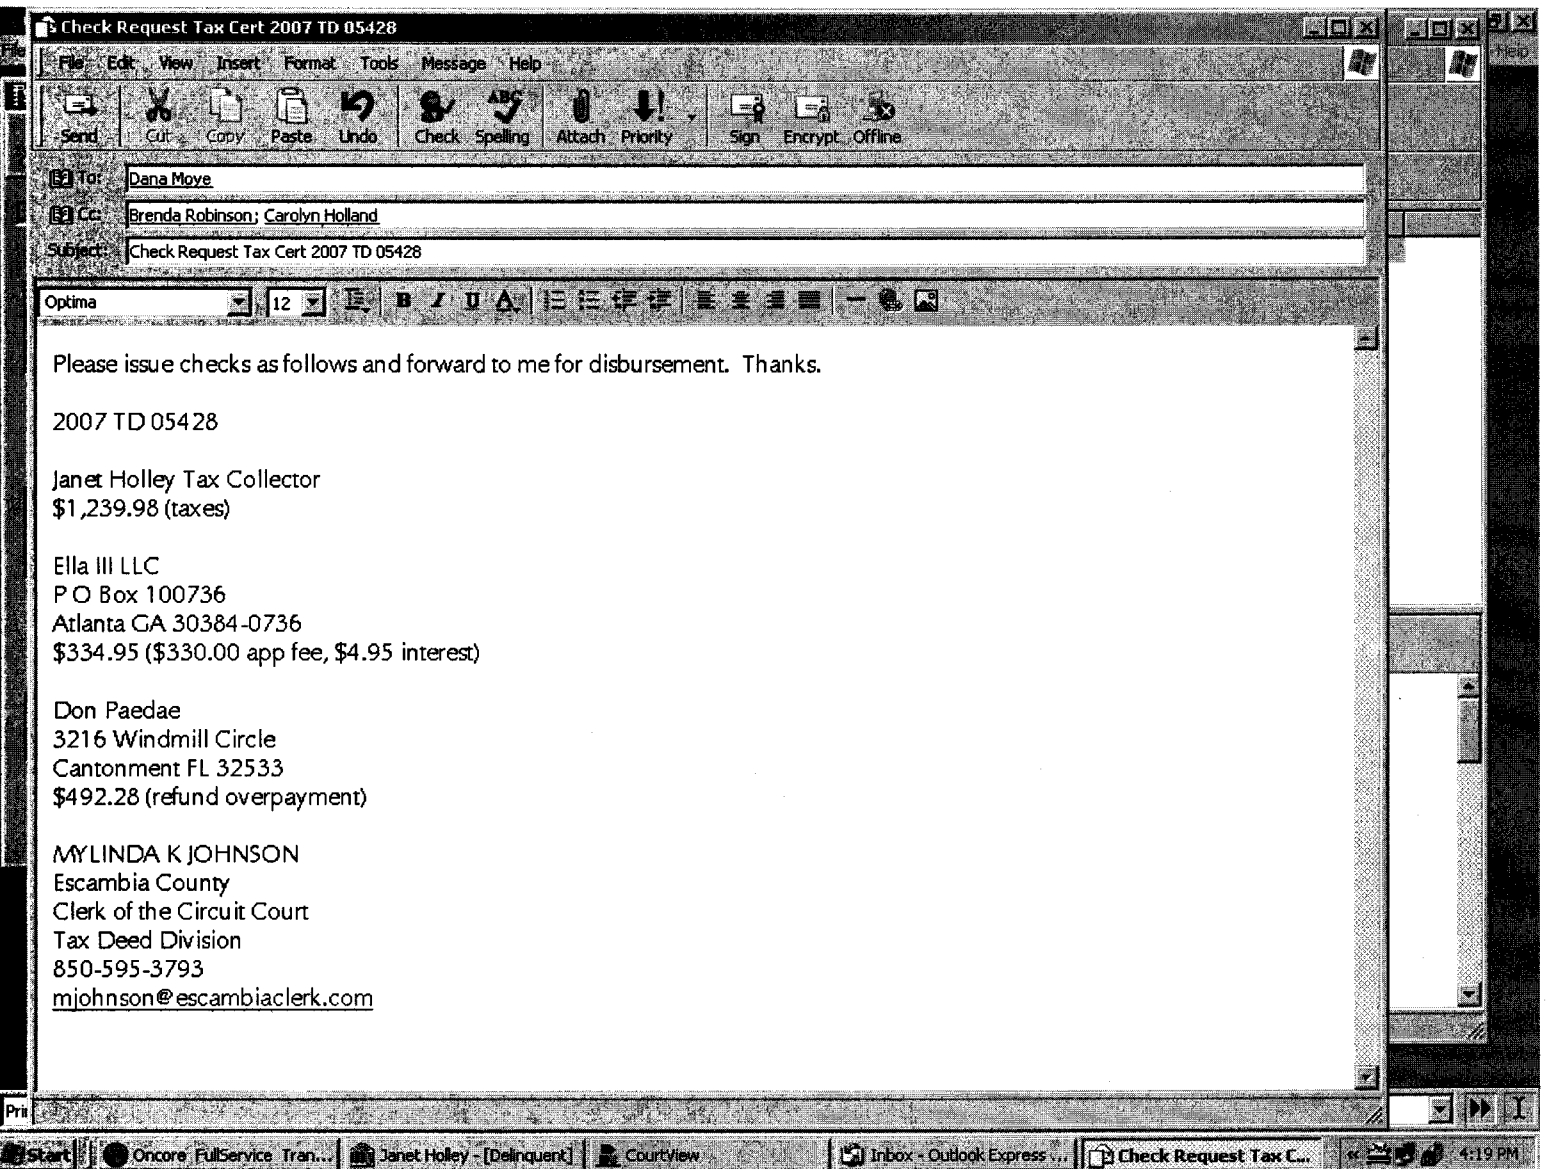 Check Request Tax Cert 2007 TD 05428
Help
File Edit View Insert Format Tools Message Help
Send Cut Copy Paste Undo Check Spelling Attach Priority Sign Encrypt Offline
To: Dana Moye
Cc: Brenda Robinson; Carolyn Holland
Subject: Check Request Tax Cert 2007 TD 05428
Optima 12
Please issue checks as follows and forward to me for disbursement. Thanks.
2007 TD 05428
Janet Holley Tax Collector
$1,239.98 (taxes)
Ella III LLC
P O Box 100736
Atlanta GA 30384-0736
$334.95 ($330.00 app fee, $4.95 interest)
Don Paedae
3216 Windmill Circle
Cantonment FL 32533
$492.28 (refund overpayment)
MYLINDA K JOHNSON
Escambia County
Clerk of the Circuit Court
Tax Deed Division
850-595-3793
mjohnson@escambiaclerk.com
Pri
Start Oncore FullService Tran... Janet Holley - [Delinquent] CourtView Inbox - Outlook Express ... Check Request Tax C... « 4:19 PM